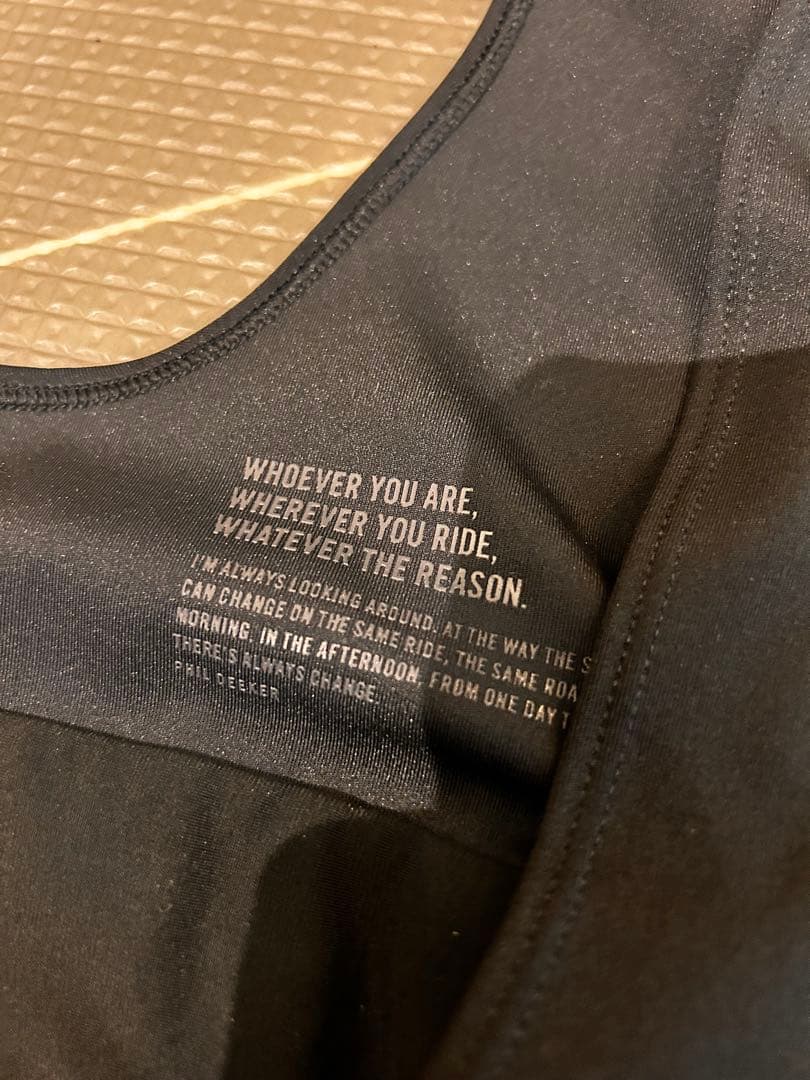 WHOEVER YOU ARE,
WHEREVER YOU RIDE,
WHATEVER THE REASON.
I'M ALWAYS LOOKING AROUND. AT THE WAY THE S
CAN CHANGE ON THE SAME RIDE, THE SAME ROA
MORNING, IN THE AFTERNOON, FROM ONE DAY T
THERE'S ALWAYS CHANGE.
PHIL DEEKER